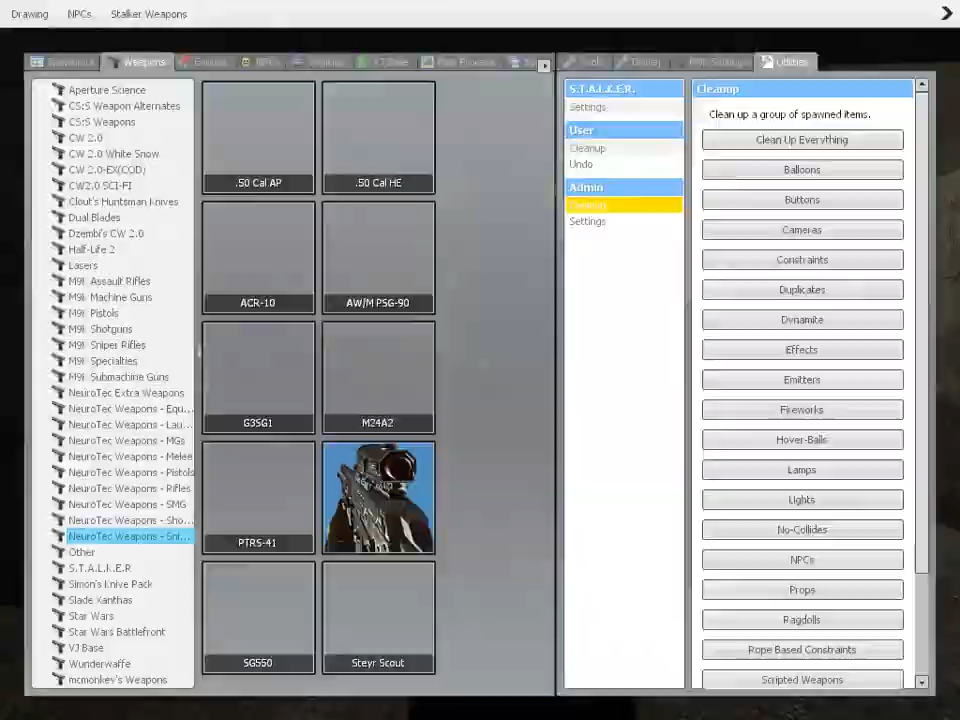 Drawing NPCs Stalker Weapons
Weapons
Utilities
Aperture Science
CS:S Weapon Alternates
CS:S Weapons
CW 2.0
CW 2.0 White Snow
CW 2.0-EX(COD)
CW2.0 SCI-FI
Clout's Huntsman Knives
Dual Blades
Dzembi's CW 2.0
Half-Life 2
Lasers
M9K Assault Rifles
M9K Machine Guns
M9K Pistols
M9K Shotguns
M9K Sniper Rifles
M9K Specialties
M9K Submachine Guns
NeuroTec Extra Weapons
NeuroTec Weapons - Equ...
NeuroTec Weapons - Lau...
NeuroTec Weapons - MGs
NeuroTec Weapons - Melee
NeuroTec Weapons - Pistols
NeuroTec Weapons - Rifles
NeuroTec Weapons - SMG
NeuroTec Weapons - Sho...
NeuroTec Weapons - Sni...
Other
S.T.A.L.K.E.R
Simon's Knive Pack
Slade Xanthas
Star Wars
Star Wars Battlefront
VJ Base
Wunderwaffe
mcmonkey's Weapons
.50 Cal AP .50 Cal HE
ACR-10 AW/M PSG-90
G3SG1 M24A2
PTRS-41
SG550 Steyr Scout
S.T.A.L.K.E.R.
Settings
User
Cleanup
Undo
Admin
Cleanup
Settings
Cleanup
Clean up a group of spawned items.
Clean Up Everything
Balloons
Buttons
Cameras
Constraints
Duplicates
Dynamite
Effects
Emitters
Fireworks
Hover-Balls
Lamps
Lights
No-Collides
NPCs
Props
Ragdolls
Rope Based Constraints
Scripted Weapons